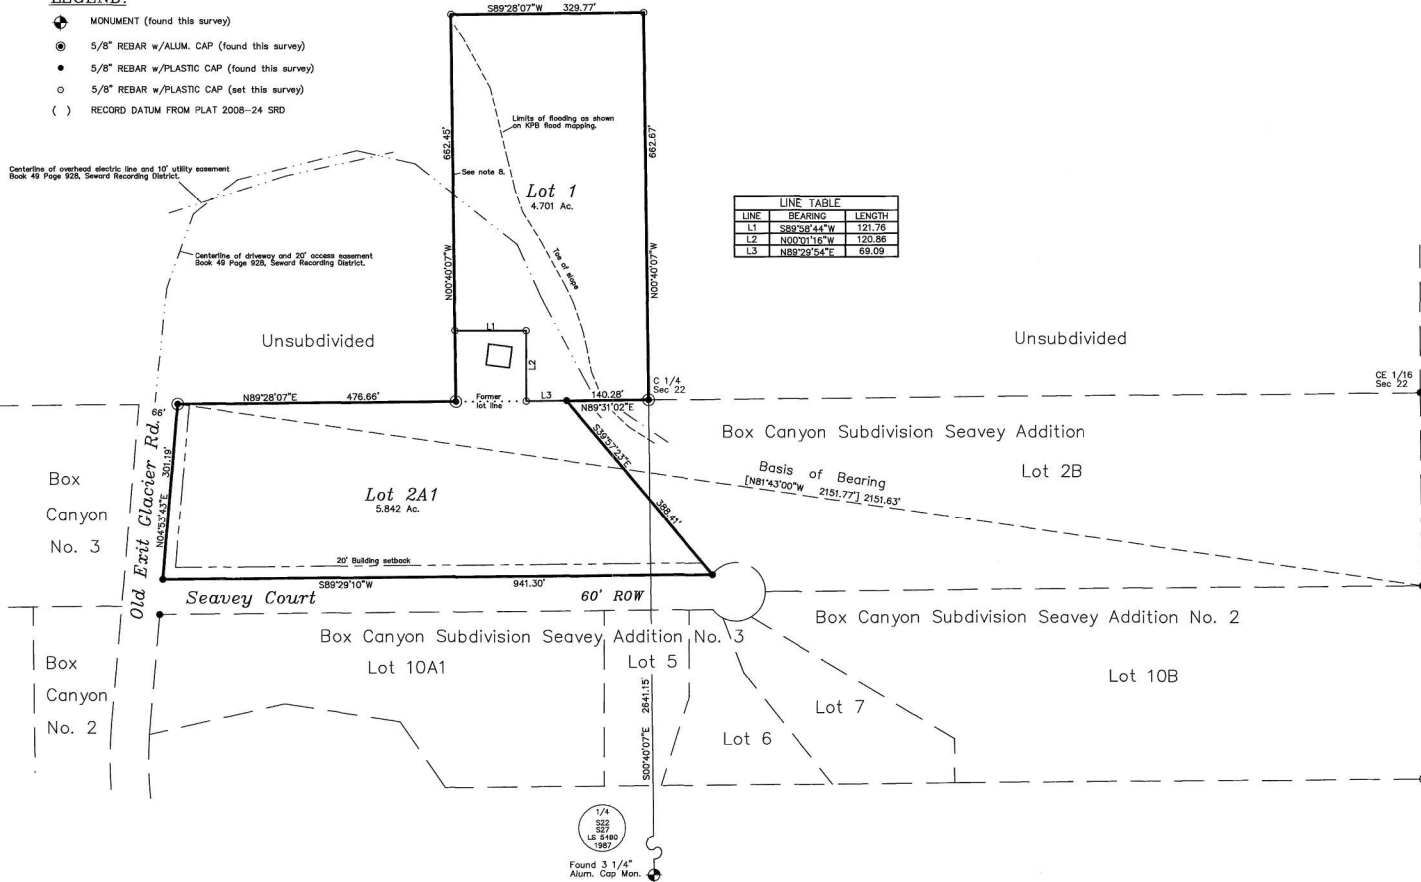 LEGEND:
MONUMENT (found this survey)
5/8" REBAR w/ALUM. CAP (found this survey)
5/8" REBAR w/PLASTIC CAP (found this survey)
5/8" REBAR w/PLASTIC CAP (set this survey)
( ) RECORD DATUM FROM PLAT 2008-24 SRD
S89°28'07"W 329.77'
Limits of flooding as shown
on KPB flood mapping.
662.45'
662.67'
Centerline of overhead electric line and 10' utility easement
Book 49 Page 928, Seward Recording District.
See note 8.
Lot 1
4.701 Ac.
LINE TABLE
LINE BEARING LENGTH
L1 S89°58'44"W 121.76
L2 N00°01'16"W 120.86
L3 N89°29'54"E 69.09
Centerline of driveway and 20' access easement
Book 49 Page 928, Seward Recording District.
N00°40'07"W
Toe of slope
N00°40'07"W
Unsubdivided
L1
L2
Unsubdivided
C 1/4
Sec 22
CE 1/16
Sec 22
N89°28'07"E 476.66'
Former
lot line
L3
140.28'
N89°31'02"E
66'
Old Exit Glacier Rd.
N04°53'43"E 301.19'
S39°57'23"E
388.41'
Box Canyon Subdivision Seavey Addition
Lot 2B
Basis of Bearing
[N81°43'00"W 2151.77'] 2151.63'
Box
Canyon
No. 3
Lot 2A1
5.842 Ac.
20' Building setback
S89°29'10"W 941.30'
Seavey Court 60' ROW
Box Canyon Subdivision Seavey Addition No. 2
Box Canyon Subdivision Seavey Addition No. 3
Box
Canyon
No. 2
Lot 10A1
Lot 5
Lot 10B
Lot 7
Lot 6
S00°40'07"E 2641.15'
1/4
S22
S27
LS 5180
1987
Found 3 1/4"
Alum. Cap Mon.